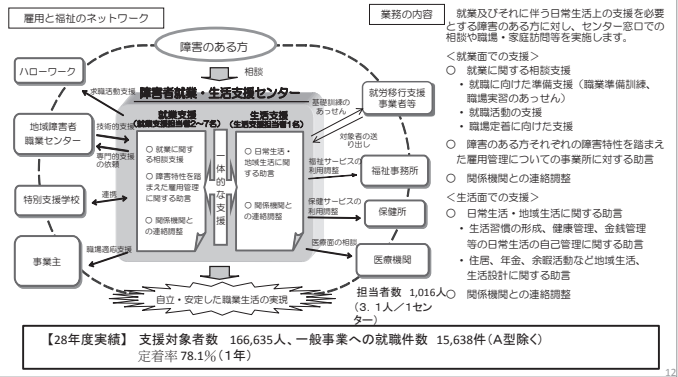 雇用と福祉のネットワーク
業務の内容
就業及びそれに伴う日常生活上の支援を必要
とする障害のある方に対し、センター窓口での
相談や職場・家庭訪問等を実施します。
<就業面での支援>
○ 就業に関する相談支援
・就職に向けた準備支援（職業準備訓練、
職場実習のあっせん）
・就職活動の支援
・職場定着に向けた支援
○ 障害のある方それぞれの障害特性を踏まえ
た雇用管理についての事業所に対する助言
○ 関係機関との連絡調整
<生活面での支援>
○ 日常生活・地域生活に関する助言
・生活習慣の形成、健康管理、金銭管理
等の日常生活の自己管理に関する助言
・住居、年金、余暇活動など地域生活、
生活設計に関する助言
○ 関係機関との連絡調整
障害のある方
相談
ハローワーク
求職活動支援
地域障害者
職業センター
技術的支援
専門的支援
の依頼
特別支援学校
連携
事業主
職場適応支援
障害者就業・生活支援センター
就業支援
(就業支援担当者2～7名)
○ 就業に関す
る相談支援
○ 障害特性を踏
まえた雇用管理
に関する助言
○ 関係機関と
の連絡調整
一体的な支援
生活支援
(生活支援担当者1名)
○ 日常生活・
地域生活に関
する助言
○ 関係機関と
の連絡調整
基礎訓練の
あっせん
対象者の送
り出し
就労移行支援
事業者等
福祉サービスの
利用調整
福祉事務所
保健サービスの
利用調整
保健所
医療面の相談
医療機関
自立・安定した職業生活の実現
担当者数 1,016人
（3．1人／1セン
ター）
【28年度実績】 支援対象者数 166,635人、一般事業への就職件数 15,638件（Ａ型除く）
定着率 78.1％（1年）
12